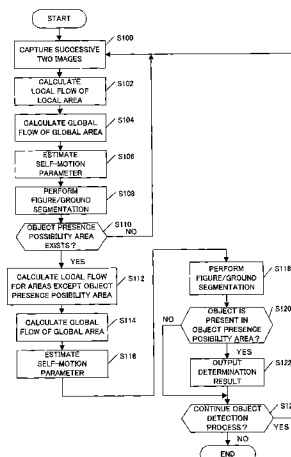 START
S100
CAPTURE SUCCESSIVE
TWO IMAGES
S102
CALCULATE
LOCAL FLOW OF
LOCAL AREA
S104
CALCULATE GLOBAL
FLOW OF GLOBAL AREA
S106
ESTIMATE
SELF-MOTION
PARAMETER
S108
PERFORM
FIGURE/GROUND
SEGMENTATION
S110
OBJECT PRESENCE
POSSIBILITY AREA
EXISTS?
NO
YES
S112
CALCULATE LOCAL FLOW
FOR AREAS EXCEPT OBJECT
PRESENCE POSIBILITY AREA
S114
CALCULATE GLOBAL
FLOW OF GLOBAL AREA
S116
ESTIMATE
SELF-MOTION
PARAMETER
S118
PERFORM
FIGURE/GROUND
SEGMENTATION
S120
OBJECT IS
PRESENT IN
OBJECT PRESENCE
POSIBILITY AREA?
NO
YES
S122
OUTPUT
DETERMINATION
RESULT
CONTINUE OBJECT
DETECTION
PROCESS?
YES
NO
END